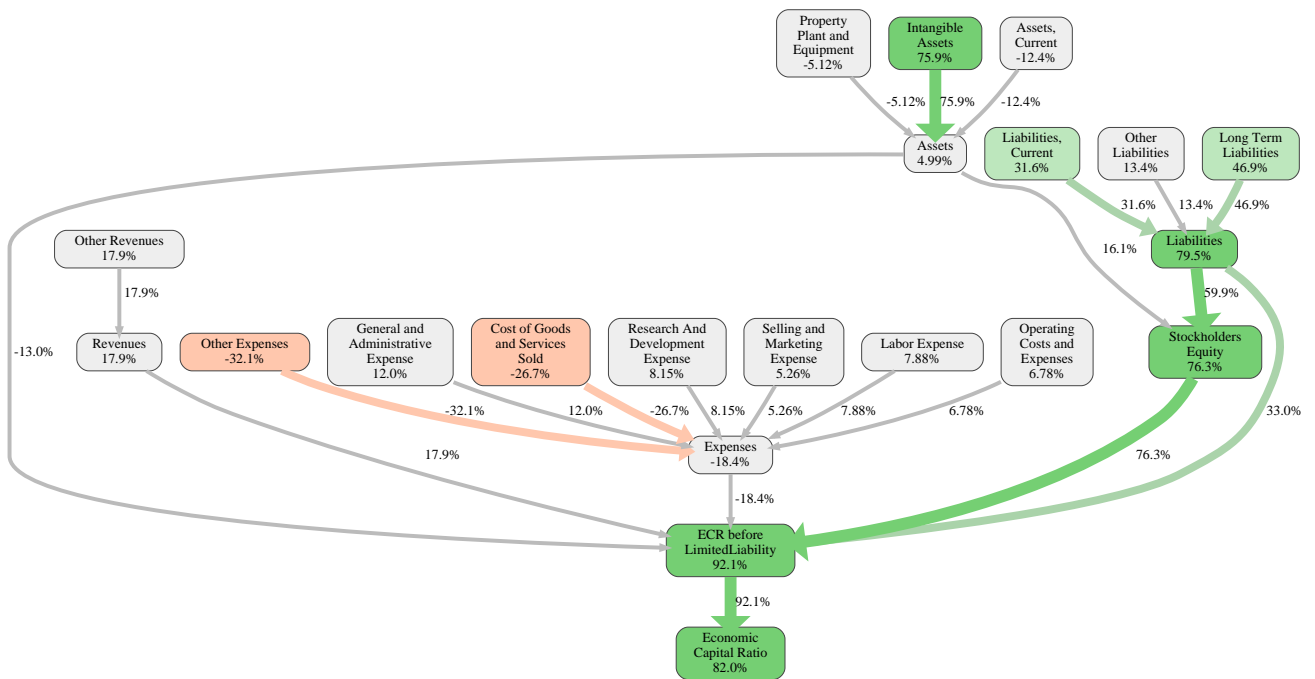 Property
Plant and
Equipment
-5.12%
Intangible
Assets
75.9%
Assets,
Current
-12.4%
-5.12%
75.9%
-12.4%
Assets
4.99%
Liabilities,
Current
31.6%
Other
Liabilities
13.4%
Long Term
Liabilities
46.9%
31.6%
13.4%
46.9%
Other Revenues
17.9%
16.1%
Liabilities
79.5%
17.9%
59.9%
-13.0%
Revenues
17.9%
Other Expenses
-32.1%
General and
Administrative
Expense
12.0%
Cost of Goods
and Services
Sold
-26.7%
Research And
Development
Expense
8.15%
Selling and
Marketing
Expense
5.26%
Labor Expense
7.88%
Operating
Costs and
Expenses
6.78%
Stockholders
Equity
76.3%
-32.1%
12.0%
-26.7%
8.15%
5.26%
7.88%
6.78%
33.0%
17.9%
Expenses
-18.4%
76.3%
-18.4%
ECR before
LimitedLiability
92.1%
92.1%
Economic
Capital Ratio
82.0%